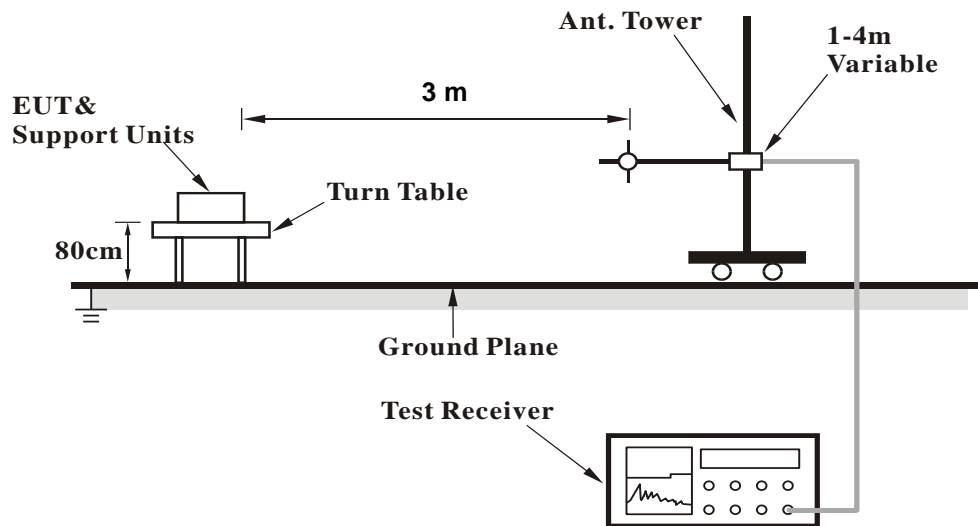 Ant. Tower
1-4m
Variable
3 m
EUT&
Support Units
Turn Table
80cm
Ground Plane
Test Receiver